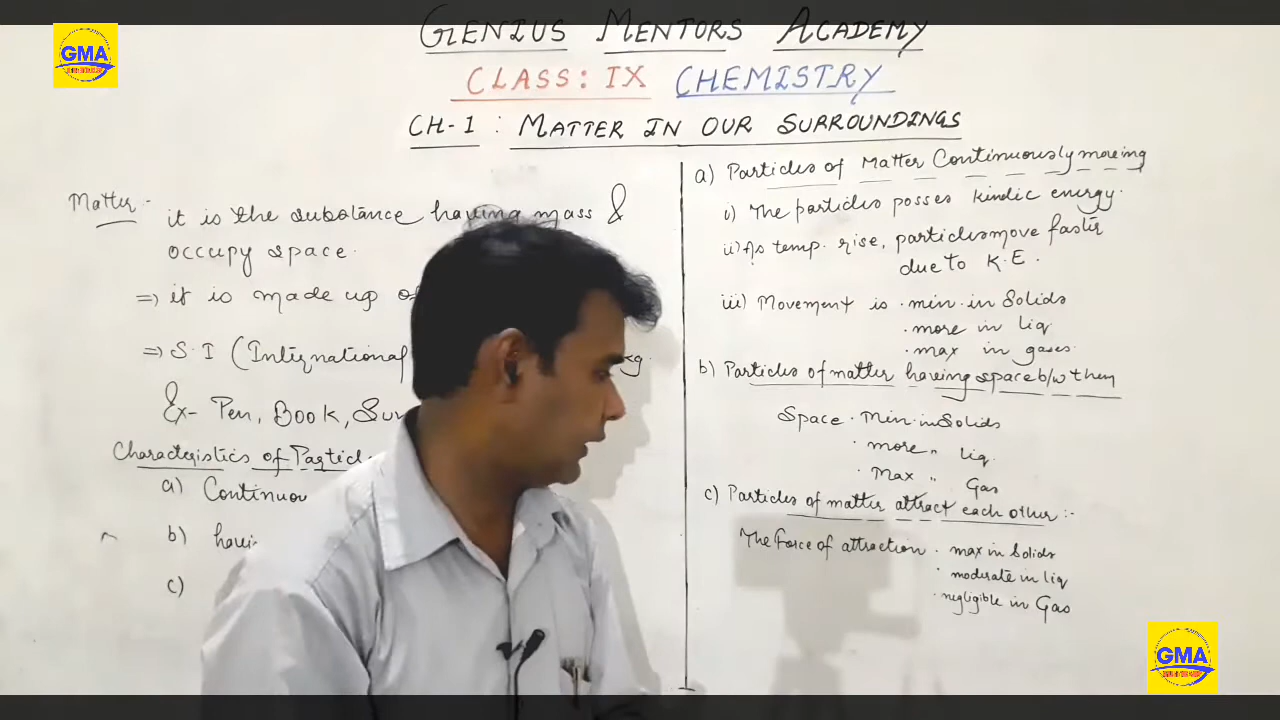 GENIUS MENTORS ACADEMY
CLASS: IX CHEMISTRY
CH-1 : MATTER IN OUR SURROUNDINGS
Matter - it is the substance having mass &
occupy space.
⇒ it is made up of
⇒ S.I (International kg.
Ex- Pen, Book,
Characteristics of
a)
b)
c)
a) Particles of Matter Continuously moving
i) The particles posses kinetic energy.
ii) As temp. rise, particles move faster
due to K.E.
iii) Movement is · min. in Solids
· more in liq
· max in gases.
b) Particles of matter having space b/w them
Space · Min. in Solids
· more " liq.
· Max " Gas
c) Particles of matter attract each other :-
The Force of attraction · max in Solids
· moderate in liq
· negligible in Gas
GMA
GMA